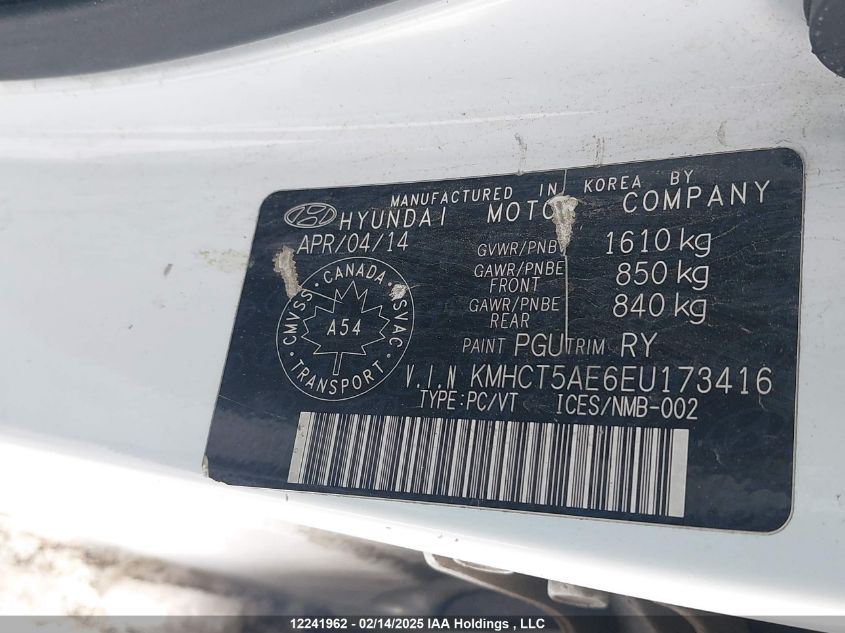 MANUFACTURED IN KOREA BY
HYUNDAI MOTOR COMPANY
APR/04/14
GVWR/PNBV 1610 kg
GAWR/PNBE FRONT 850 kg
GAWR/PNBE REAR 840 kg
CANADA
CMVSS
NSVAC
A54
TRANSPORT
PAINT PGU TRIM RY
V.I.N KMHCT5AE6EU173416
TYPE:PC/VT ICES/NMB-002
12241962 - 02/14/2025 IAA Holdings, LLC